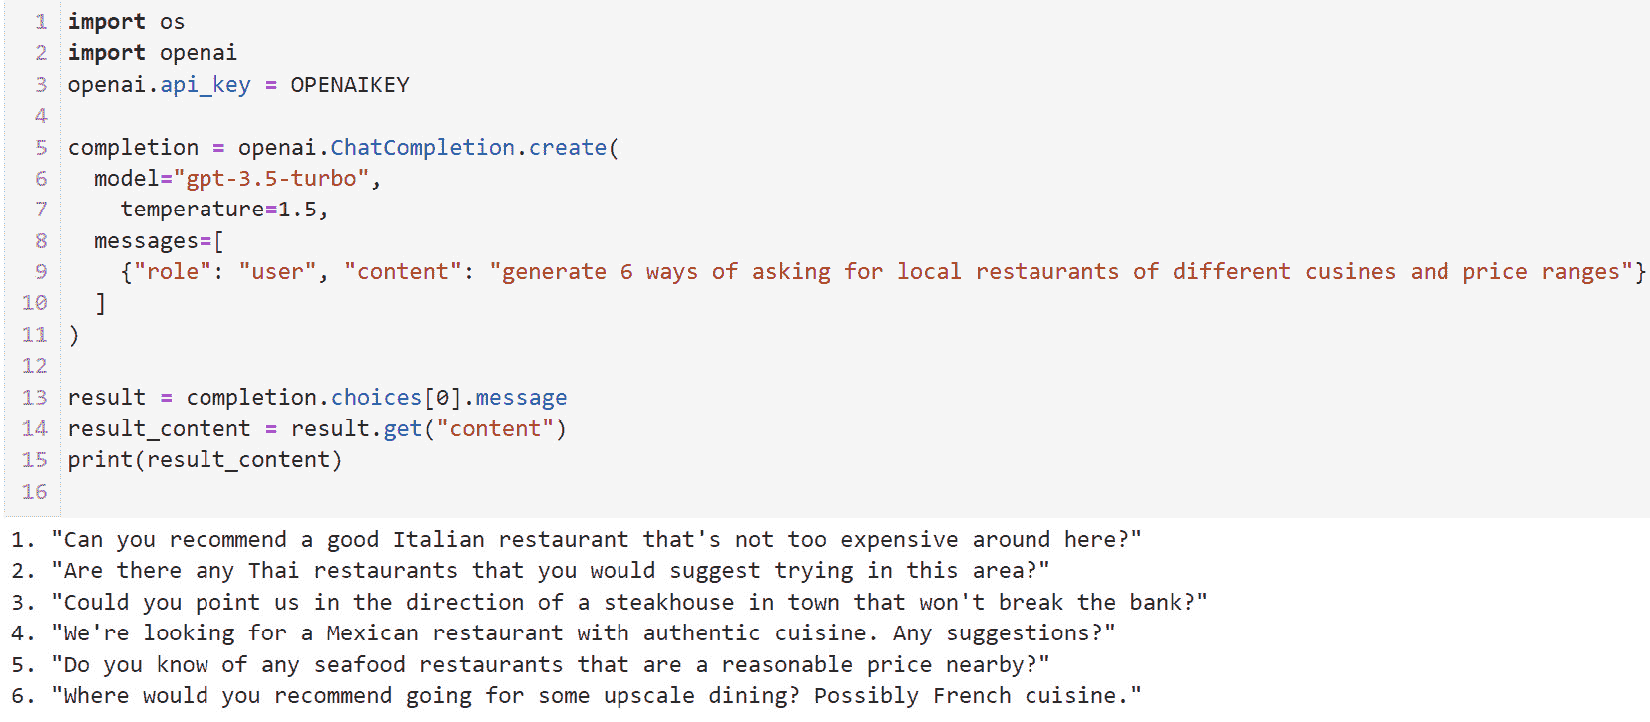 1 import os
2 import openai
3 openai.api_key = OPENAIKEY
4
5 completion = openai.ChatCompletion.create(
6   model="gpt-3.5-turbo",
7     temperature=1.5,
8   messages=[
9     {"role": "user", "content": "generate 6 ways of asking for local restaurants of different cusines and price ranges"}
10   ]
11 )
12
13 result = completion.choices[0].message
14 result_content = result.get("content")
15 print(result_content)
16
1. "Can you recommend a good Italian restaurant that's not too expensive around here?"
2. "Are there any Thai restaurants that you would suggest trying in this area?"
3. "Could you point us in the direction of a steakhouse in town that won't break the bank?"
4. "We're looking for a Mexican restaurant with authentic cuisine. Any suggestions?"
5. "Do you know of any seafood restaurants that are a reasonable price nearby?"
6. "Where would you recommend going for some upscale dining? Possibly French cuisine."